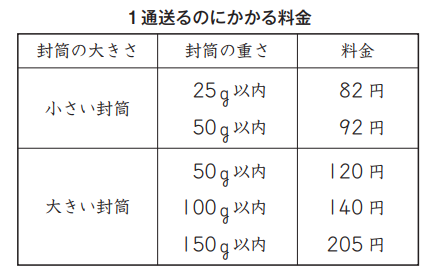 1通送るのにかかる料金
封筒の大きさ 封筒の重さ 料金
小さい封筒 25g以内 82円
50g以内 92円
大きい封筒 50g以内 120円
100g以内 140円
150g以内 205円